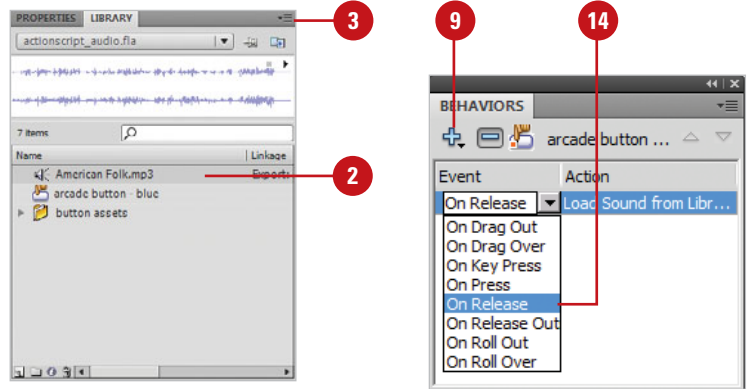 PROPERTIES LIBRARY
3
actionscript_audio.fla
7 items
Name Linkage
American Folk.mp3 Export:
2
arcade button - blue
button assets
9
14
BEHAVIORS
arcade button ...
Event Action
On Release Load Sound from Libr...
On Drag Out
On Drag Over
On Key Press
On Press
On Release
On Release Out
On Roll Out
On Roll Over